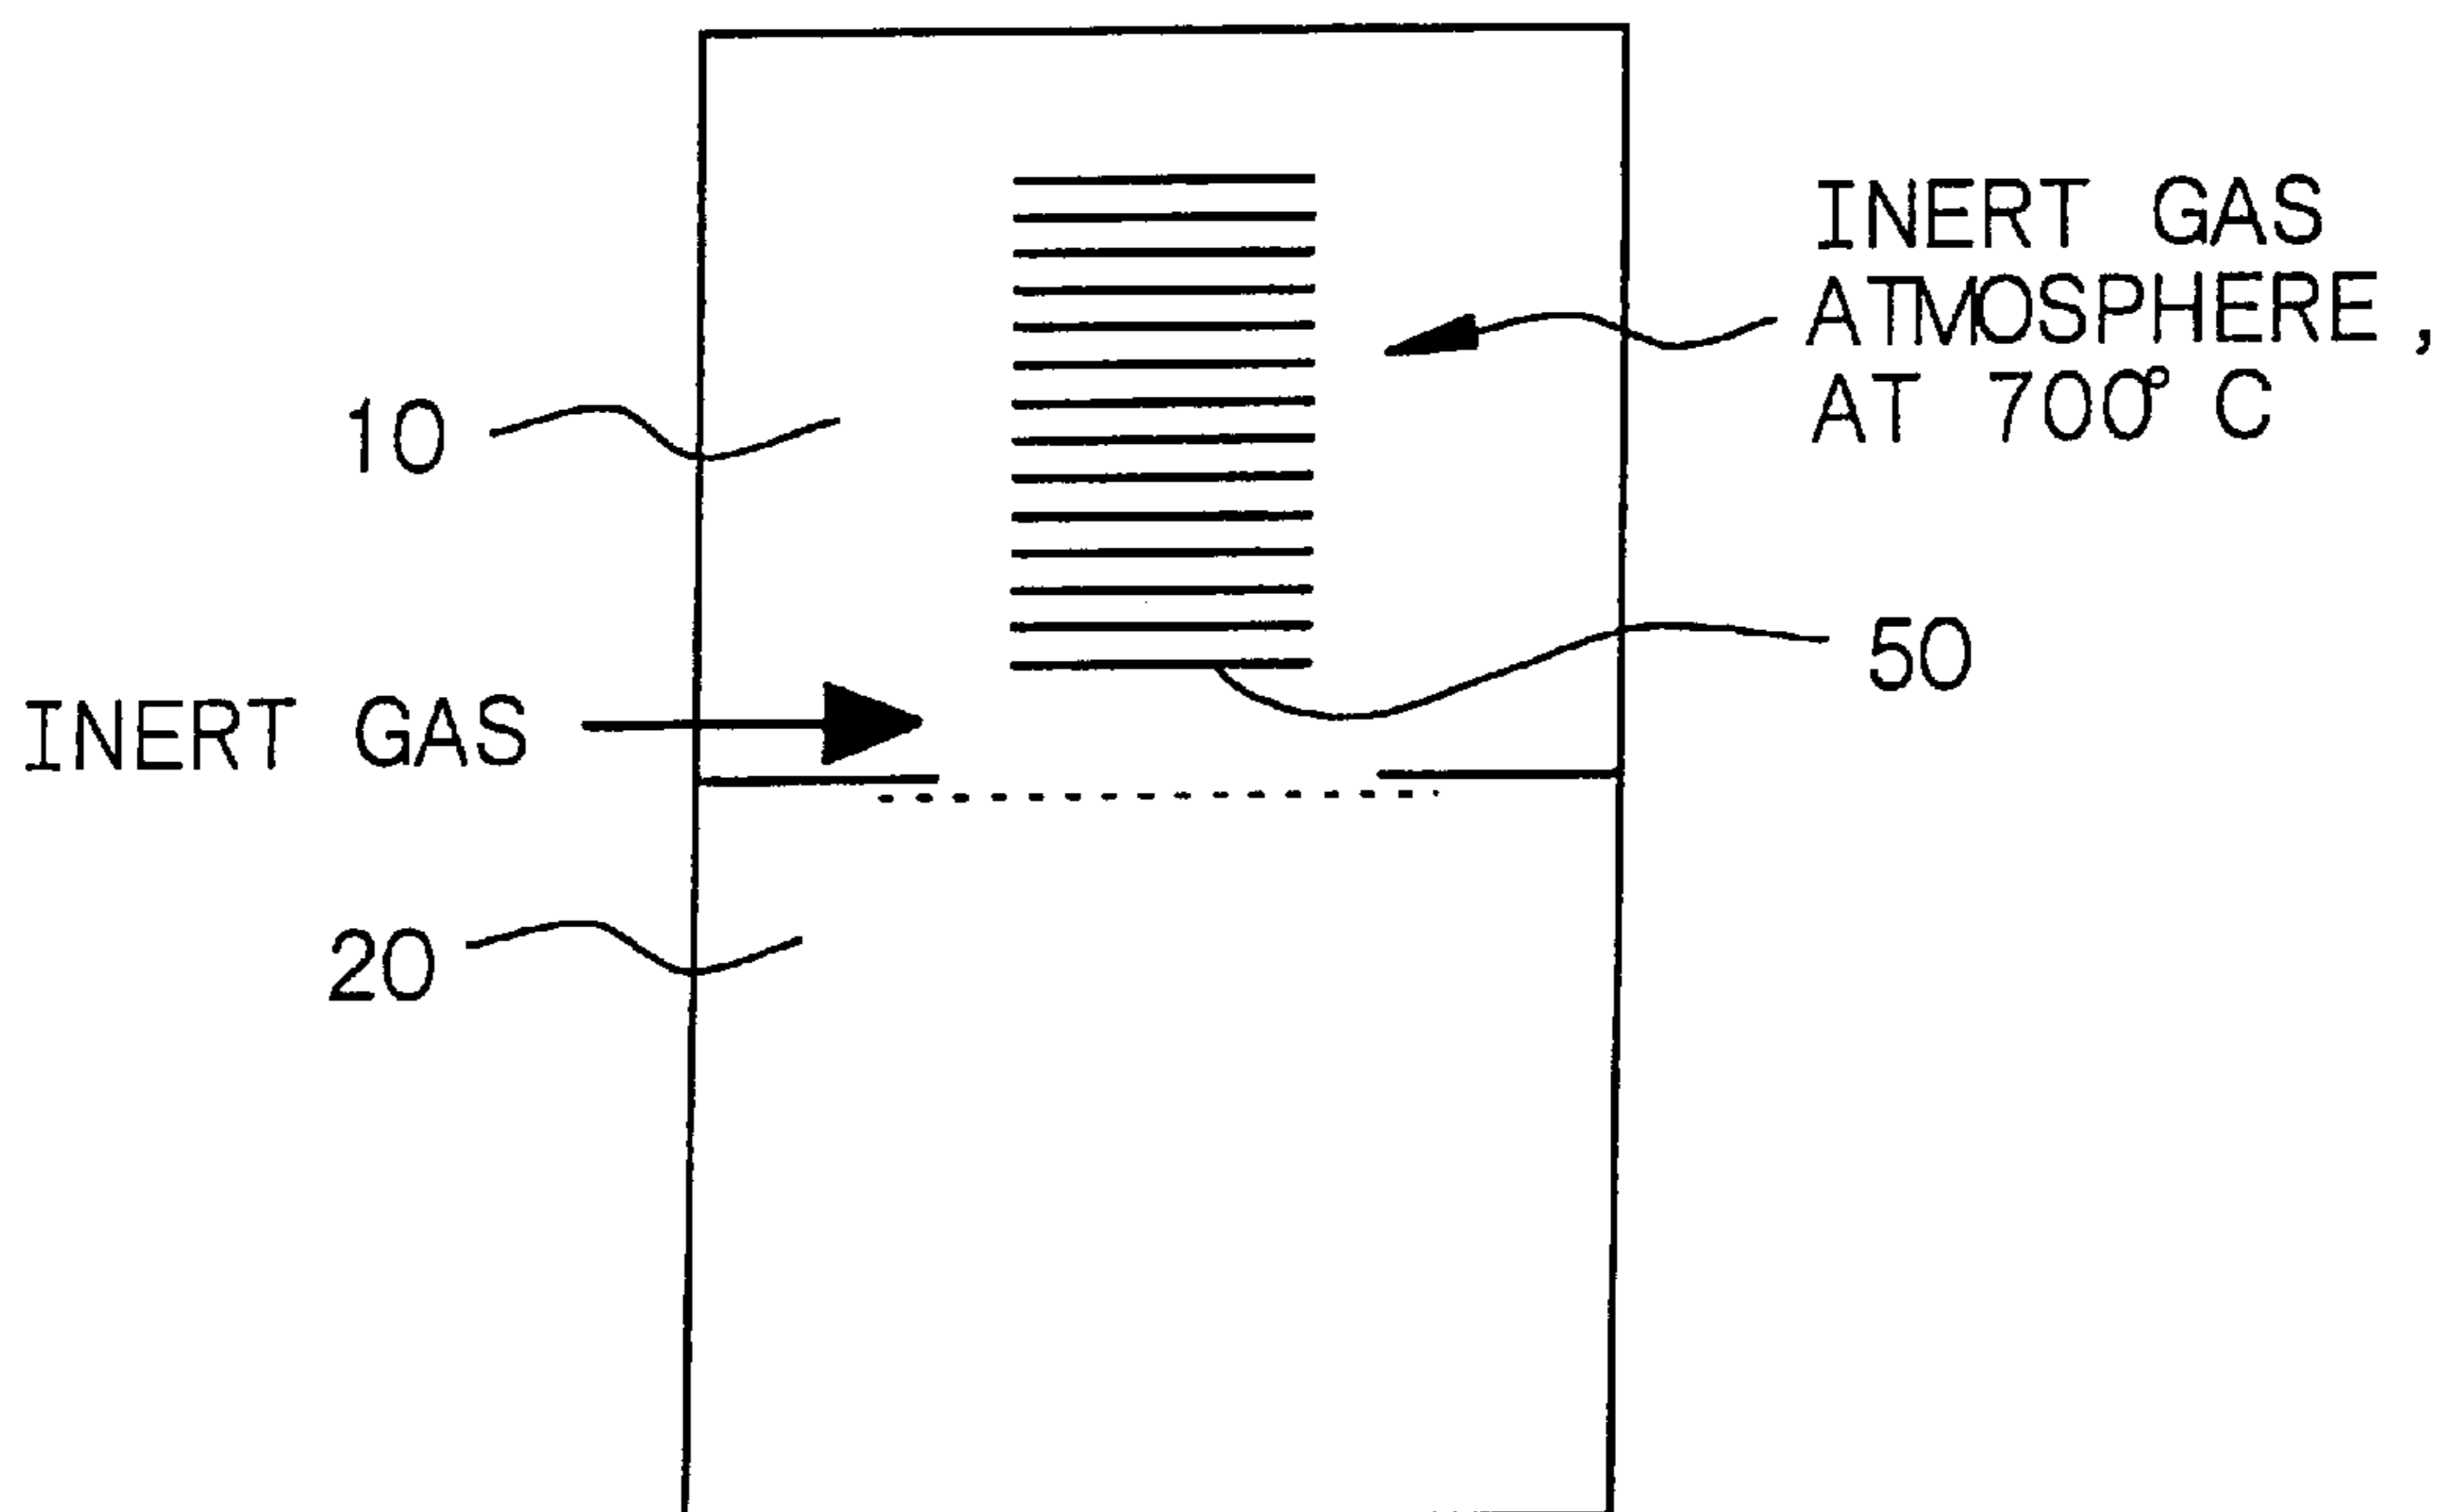 INERT GAS
ATMOSPHERE,
AT 700° C
10
50
INERT GAS
20